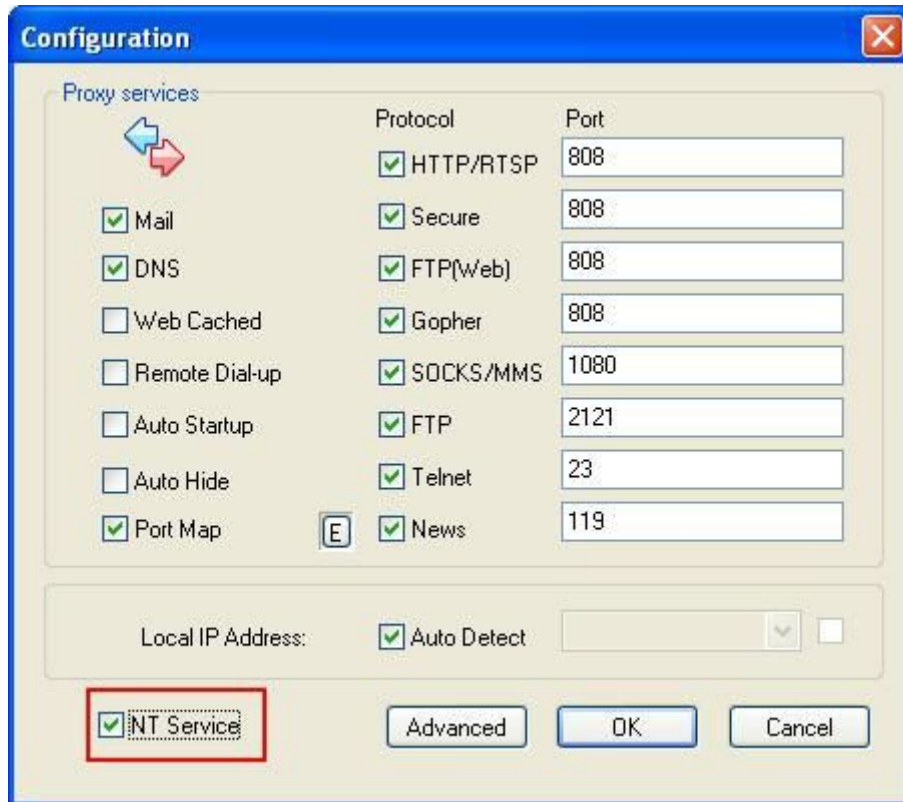 Configuration
Proxy services
Protocol Port
HTTP/RTSP 808
Mail Secure 808
DNS FTP(Web) 808
Web Cached Gopher 808
Remote Dial-up SOCKS/MMS 1080
Auto Startup FTP 2121
Auto Hide Telnet 23
Port Map E News 119
Local IP Address: Auto Detect
NT Service Advanced OK Cancel